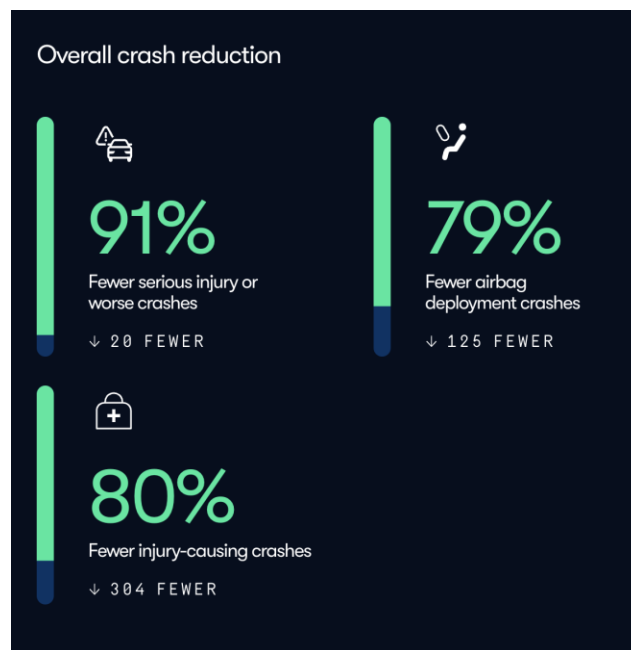 Overall crash reduction
91%
Fewer serious injury or
worse crashes
↓ 20 FEWER
79%
Fewer airbag
deployment crashes
↓ 125 FEWER
80%
Fewer injury-causing crashes
↓ 304 FEWER